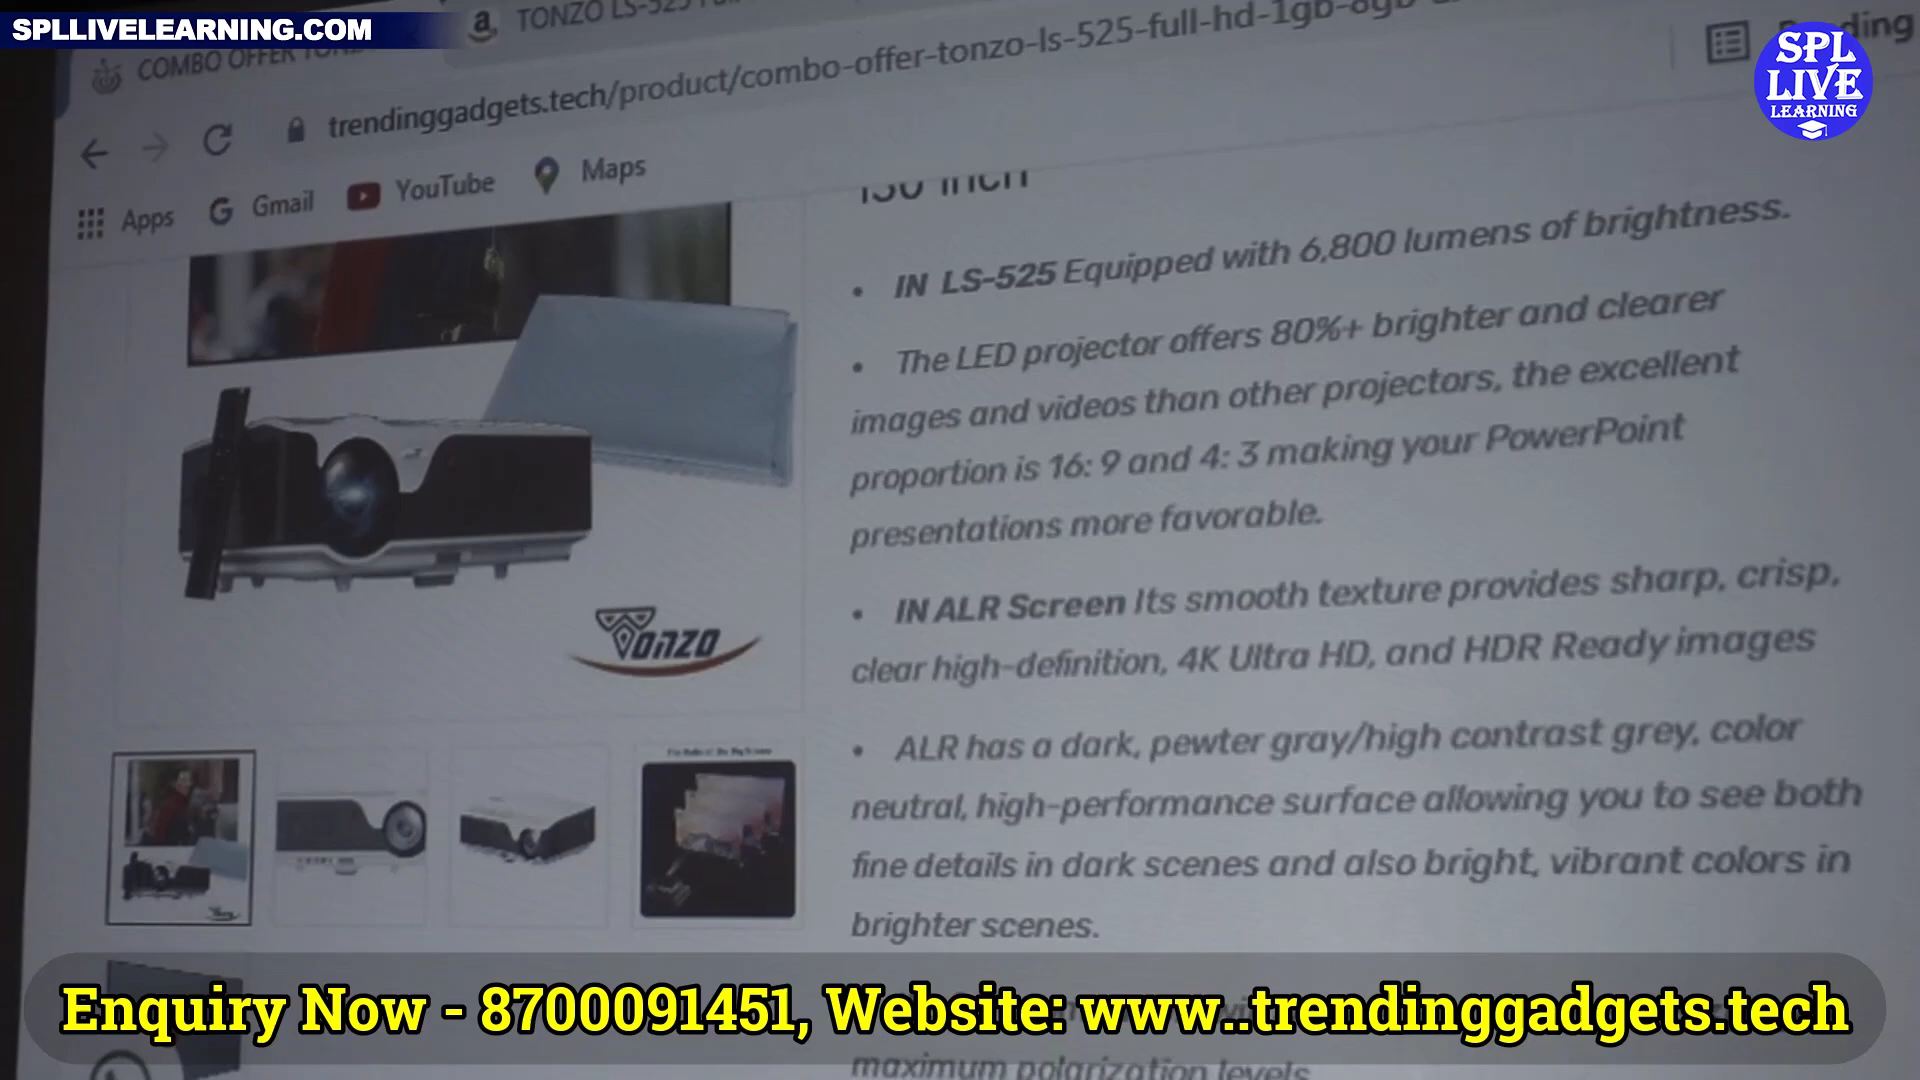 SPLLIVELEARNING.COM
COMBO OFFER
TONZO LS-525
trendinggadgets.tech/product/combo-offer-tonzo-ls-525-full-hd-1gb-8gb
SPL
LIVE
LEARNING
Apps
Gmail
YouTube
Maps
150 inch
• IN LS-525 Equipped with 6,800 lumens of brightness.
• The LED projector offers 80%+ brighter and clearer
images and videos than other projectors, the excellent
proportion is 16: 9 and 4: 3 making your PowerPoint
presentations more favorable.
• IN ALR Screen Its smooth texture provides sharp, crisp,
clear high-definition, 4K Ultra HD, and HDR Ready images
• ALR has a dark, pewter gray/high contrast grey, color
neutral, high-performance surface allowing you to see both
fine details in dark scenes and also bright, vibrant colors in
brighter scenes.
TONZO
Enquiry Now - 8700091451, Website: www..trendinggadgets.tech
maximum polarization levels